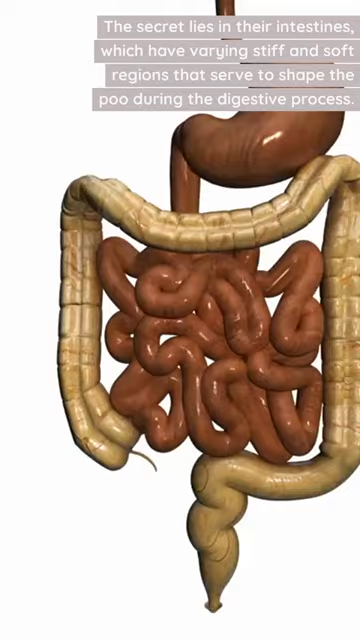 The secret lies in their intestines,
which have varying stiff and soft
regions that serve to shape the
poo during the digestive process.